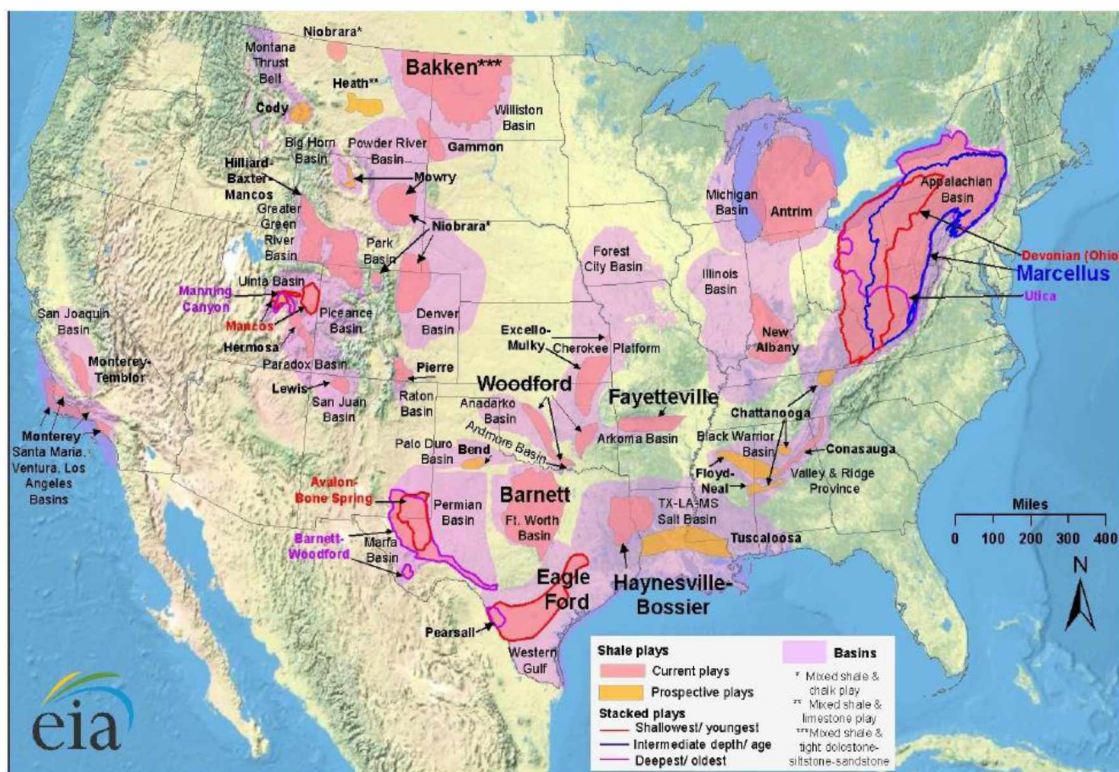 Niobrara*
Montana
Thrust
Belt
Bakken***
Heath**
Cody
Williston
Basin
Big Horn
Basin
Powder River
Basin
Gammon
Hilliard-
Baxter-
Mancos
Mowry
Greater
Green
River
Basin
Niobrara*
Park
Basin
Michigan
Basin
Antrim
Appalachian
Basin
Devonian (Ohio)
Marcellus
Utica
Forest
City Basin
Illinois
Basin
Uinta Basin
Manning
Canyon
Mancos
Piceance
Basin
Denver
Basin
San Joaquin
Basin
Hermosa
Paradox Basin
Excello-
Mulky
Cherokee Platform
New
Albany
Monterey-
Temblor
Lewis
San Juan
Basin
Pierre
Raton
Basin
Woodford
Anadarko
Basin
Fayetteville
Arkoma Basin
Chattanooga
Monterey
Santa Maria,
Ventura, Los
Angeles
Basins
Palo Duro
Basin
Bend
Ardmore Basin
Black Warrior
Basin
Conasauga
Floyd-
Neal
Valley & Ridge
Province
Avalon-
Bone Spring
Permian
Basin
Barnett
Ft. Worth
Basin
TX-LA-MS
Salt Basin
Tuscaloosa
Barnett-
Woodford
Marfa
Basin
Eagle
Ford
Haynesville-
Bossier
Pearsall
Western
Gulf
Miles
0 100 200 300 400
N
Shale plays
Current plays
Prospective plays
Stacked plays
Shallowest/ youngest
Intermediate depth/ age
Deepest/ oldest
Basins
* Mixed shale &
chalk play
** Mixed shale &
limestone play
***Mixed shale &
tight dolostone-
siltstone-sandstone
eia